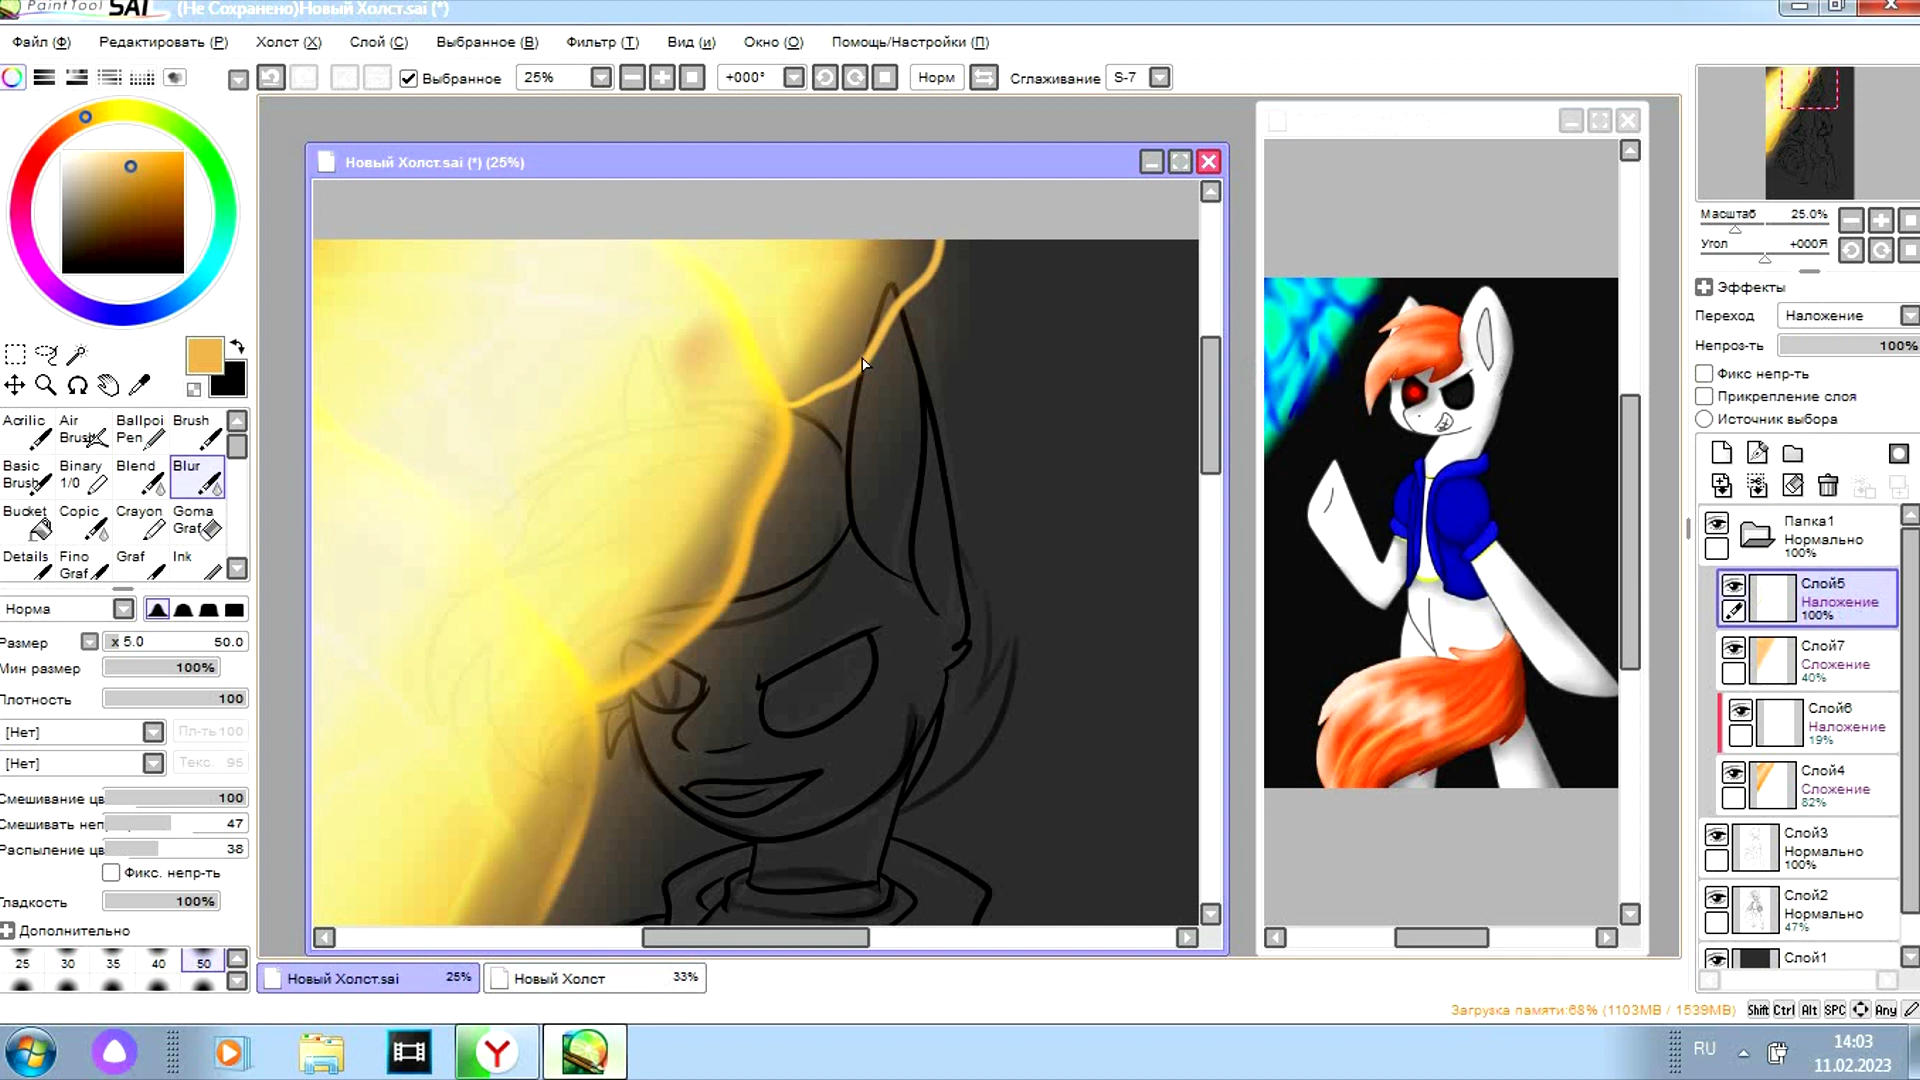 PaintTool SAI (Не Сохранено)Новый Холст.sai (*)
Файл (Ф) Редактировать (Р) Холст (Х) Слой (С) Выбранное (В) Фильтр (Т) Вид (и) Окно (О) Помощь/Настройки (П)
Выбранное 25% +000° Норм Сглаживание S-7
Новый Холст.sai (*) (25%)
Масштаб 25.0%
Угол +000Я
Эффекты
Переход Наложение
Непроз-ть 100%
Фикс непр-ть
Прикрепление слоя
Источник выбора
Acrilic Air Brush Ballpoi Pen Brush
Basic Brush Binary 1/0 Blend Blur
Bucket Copic Crayon Goma Graf
Details Fino Graf Graf Ink
Норма
Размер x 5.0 50.0
Мин размер 100%
Плотность 100
[Нет] Пл-ть 100
[Нет] Текс. 95
Смешивание цв 100
Смешивать неп 47
Распыление цв 38
Фикс. непр-ть
Гладкость 100%
Дополнительно
25 30 35 40 50
Папка1
Нормально
100%
Слой5
Наложение
100%
Слой7
Сложение
40%
Слой6
Наложение
19%
Слой4
Сложение
82%
Слой3
Нормально
100%
Слой2
Нормально
47%
Слой1
Новый Холст.sai 25% Новый Холст 33%
Загрузка памяти:68% (1103MB / 1539MB) Shift Ctrl Alt SPC Any
RU 14:03
11.02.2023